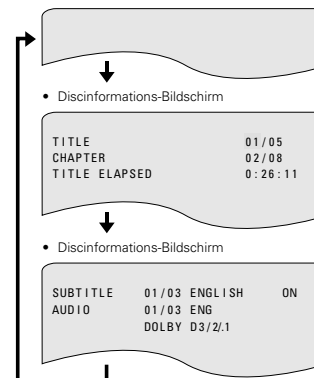 • Discinformations-Bildschirm
TITLE 01/05
CHAPTER 02/08
TITLE ELAPSED 0:26:11
• Discinformations-Bildschirm
SUBTITLE 01/03 ENGLISH ON
AUDIO 01/03 ENG
DOLBY D3/2/.1